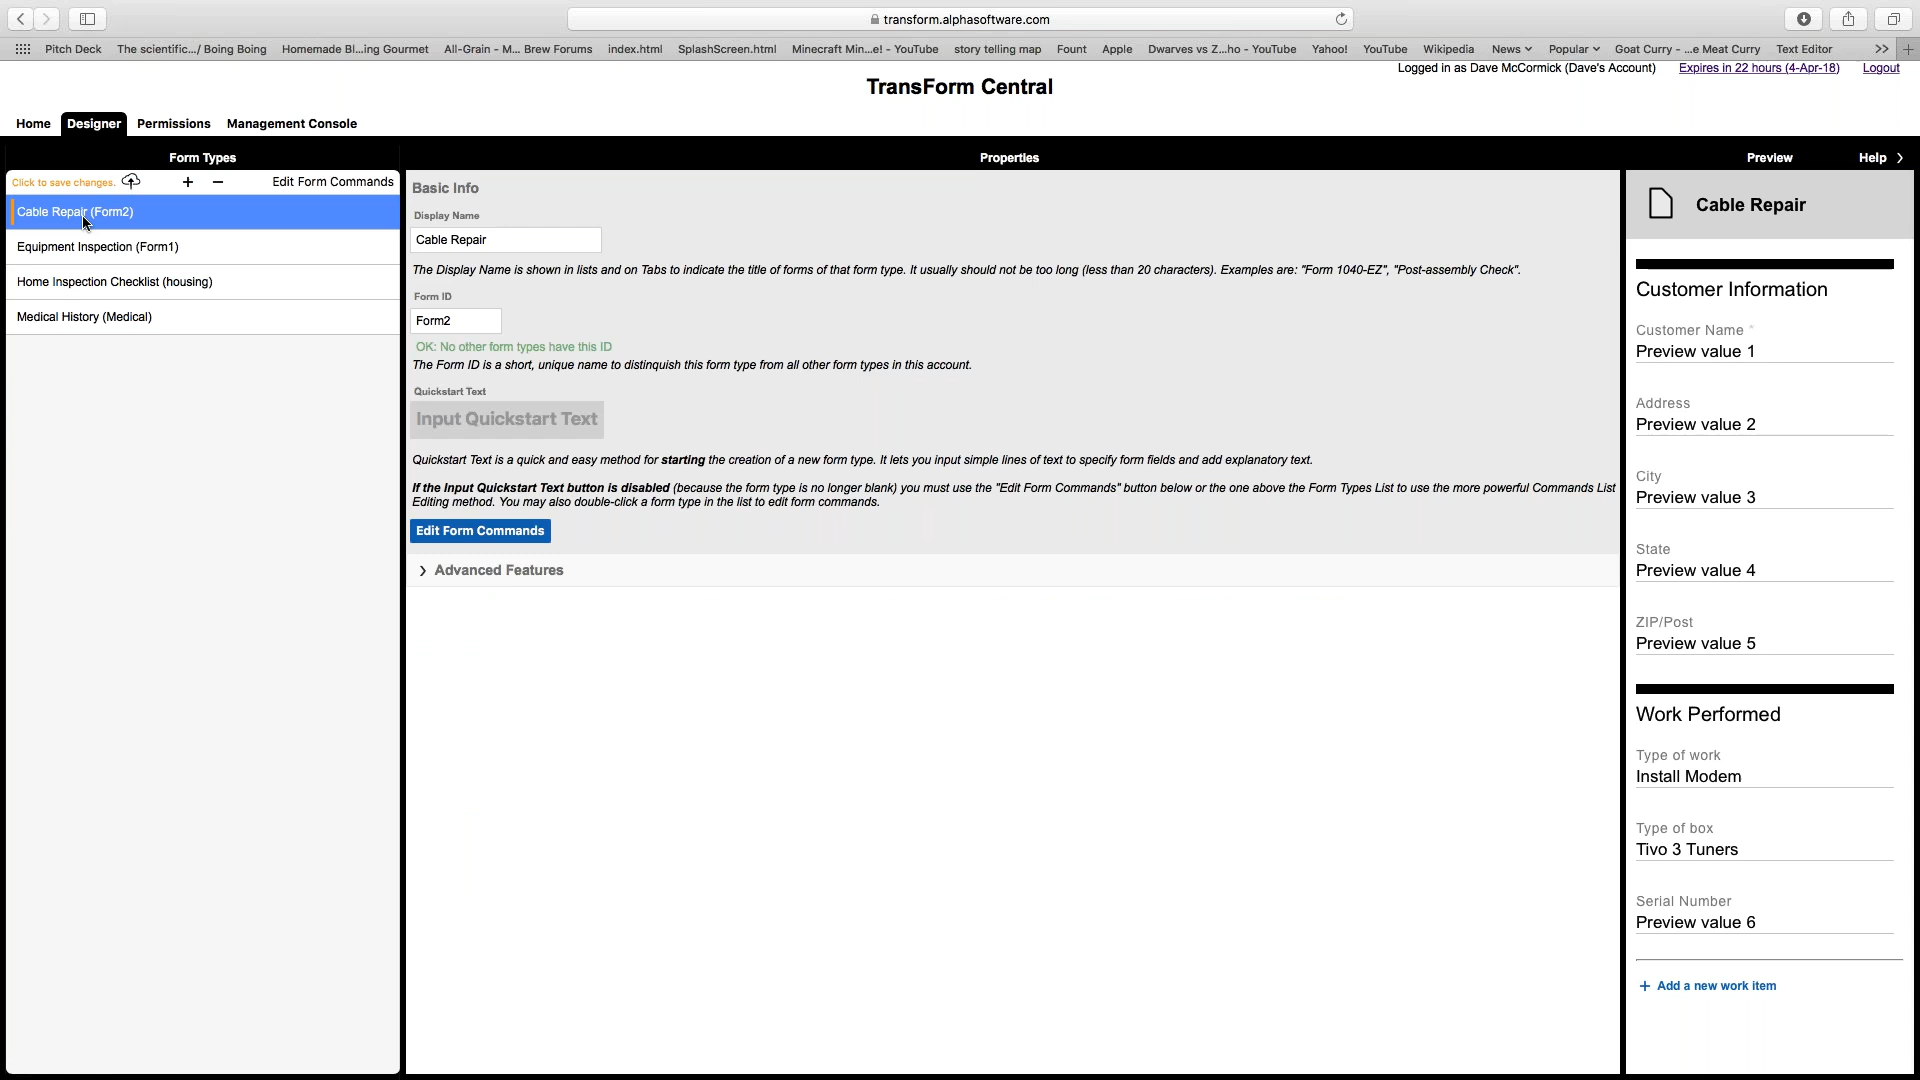 transform.alphasoftware.com
Pitch Deck The scientific.../ Boing Boing Homemade Bl...ing Gourmet All-Grain - M... Brew Forums index.html SplashScreen.html Minecraft Min...e! - YouTube story telling map Fount Apple Dwarves vs Z...ho - YouTube Yahoo! YouTube Wikipedia News Popular Goat Curry - ...e Meat Curry Text Editor >> +
Logged in as Dave McCormick (Dave's Account) Expires in 22 hours (4-Apr-18) Logout
TransForm Central
Home Designer Permissions Management Console
Form Types Properties Preview Help >
Click to save changes. + − Edit Form Commands
Cable Repair (Form2)
Equipment Inspection (Form1)
Home Inspection Checklist (housing)
Medical History (Medical)
Basic Info
Display Name
Cable Repair
The Display Name is shown in lists and on Tabs to indicate the title of forms of that form type. It usually should not be too long (less than 20 characters). Examples are: "Form 1040-EZ", "Post-assembly Check".
Form ID
Form2
OK: No other form types have this ID
The Form ID is a short, unique name to distinquish this form type from all other form types in this account.
Quickstart Text
Input Quickstart Text
Quickstart Text is a quick and easy method for starting the creation of a new form type. It lets you input simple lines of text to specify form fields and add explanatory text.
If the Input Quickstart Text button is disabled (because the form type is no longer blank) you must use the "Edit Form Commands" button below or the one above the Form Types List to use the more powerful Commands List
Editing method. You may also double-click a form type in the list to edit form commands.
Edit Form Commands
> Advanced Features
Cable Repair
Customer Information
Customer Name *
Preview value 1
Address
Preview value 2
City
Preview value 3
State
Preview value 4
ZIP/Post
Preview value 5
Work Performed
Type of work
Install Modem
Type of box
Tivo 3 Tuners
Serial Number
Preview value 6
+ Add a new work item